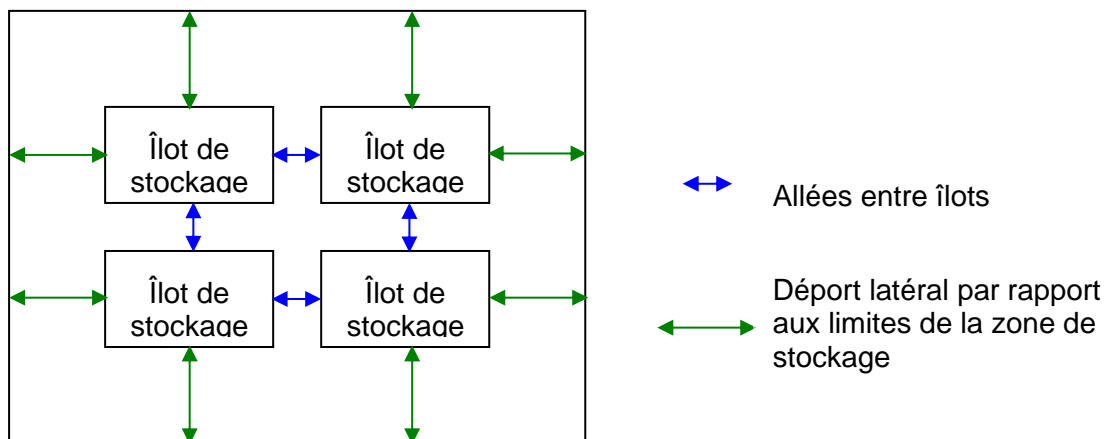 Îlot de
stockage
Îlot de
stockage
Îlot de
stockage
Îlot de
stockage
Allées entre îlots
Déport latéral par rapport
aux limites de la zone de
stockage